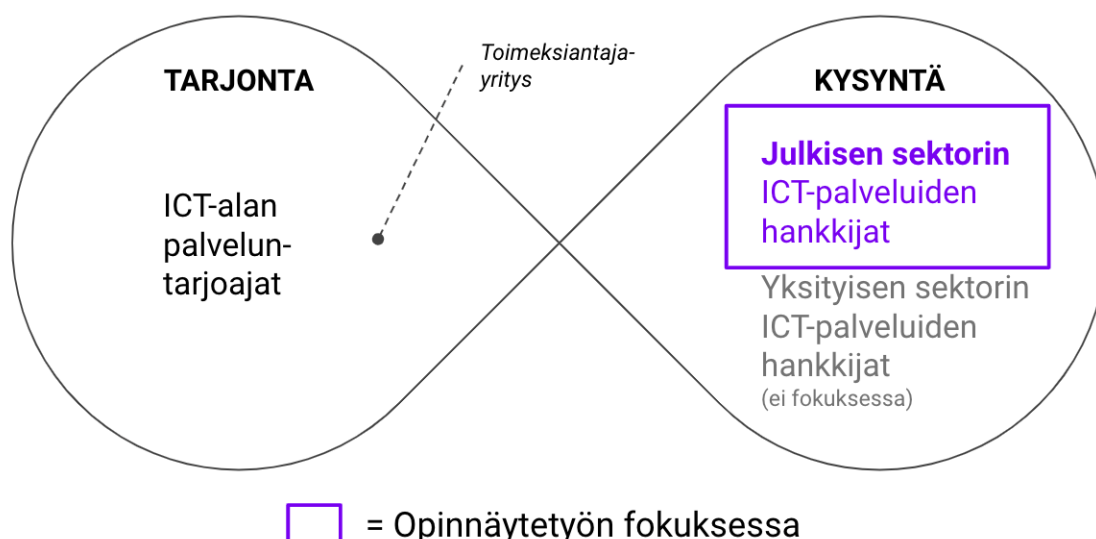 TARJONTA
Toimeksiantaja-
yritys
ICT-alan
palvelun-
tarjoajat
KYSYNTÄ
Julkisen sektorin
ICT-palveluiden
hankkijat
Yksityisen sektorin
ICT-palveluiden
hankkijat
(ei fokuksessa)
= Opinnäytetyön fokuksessa